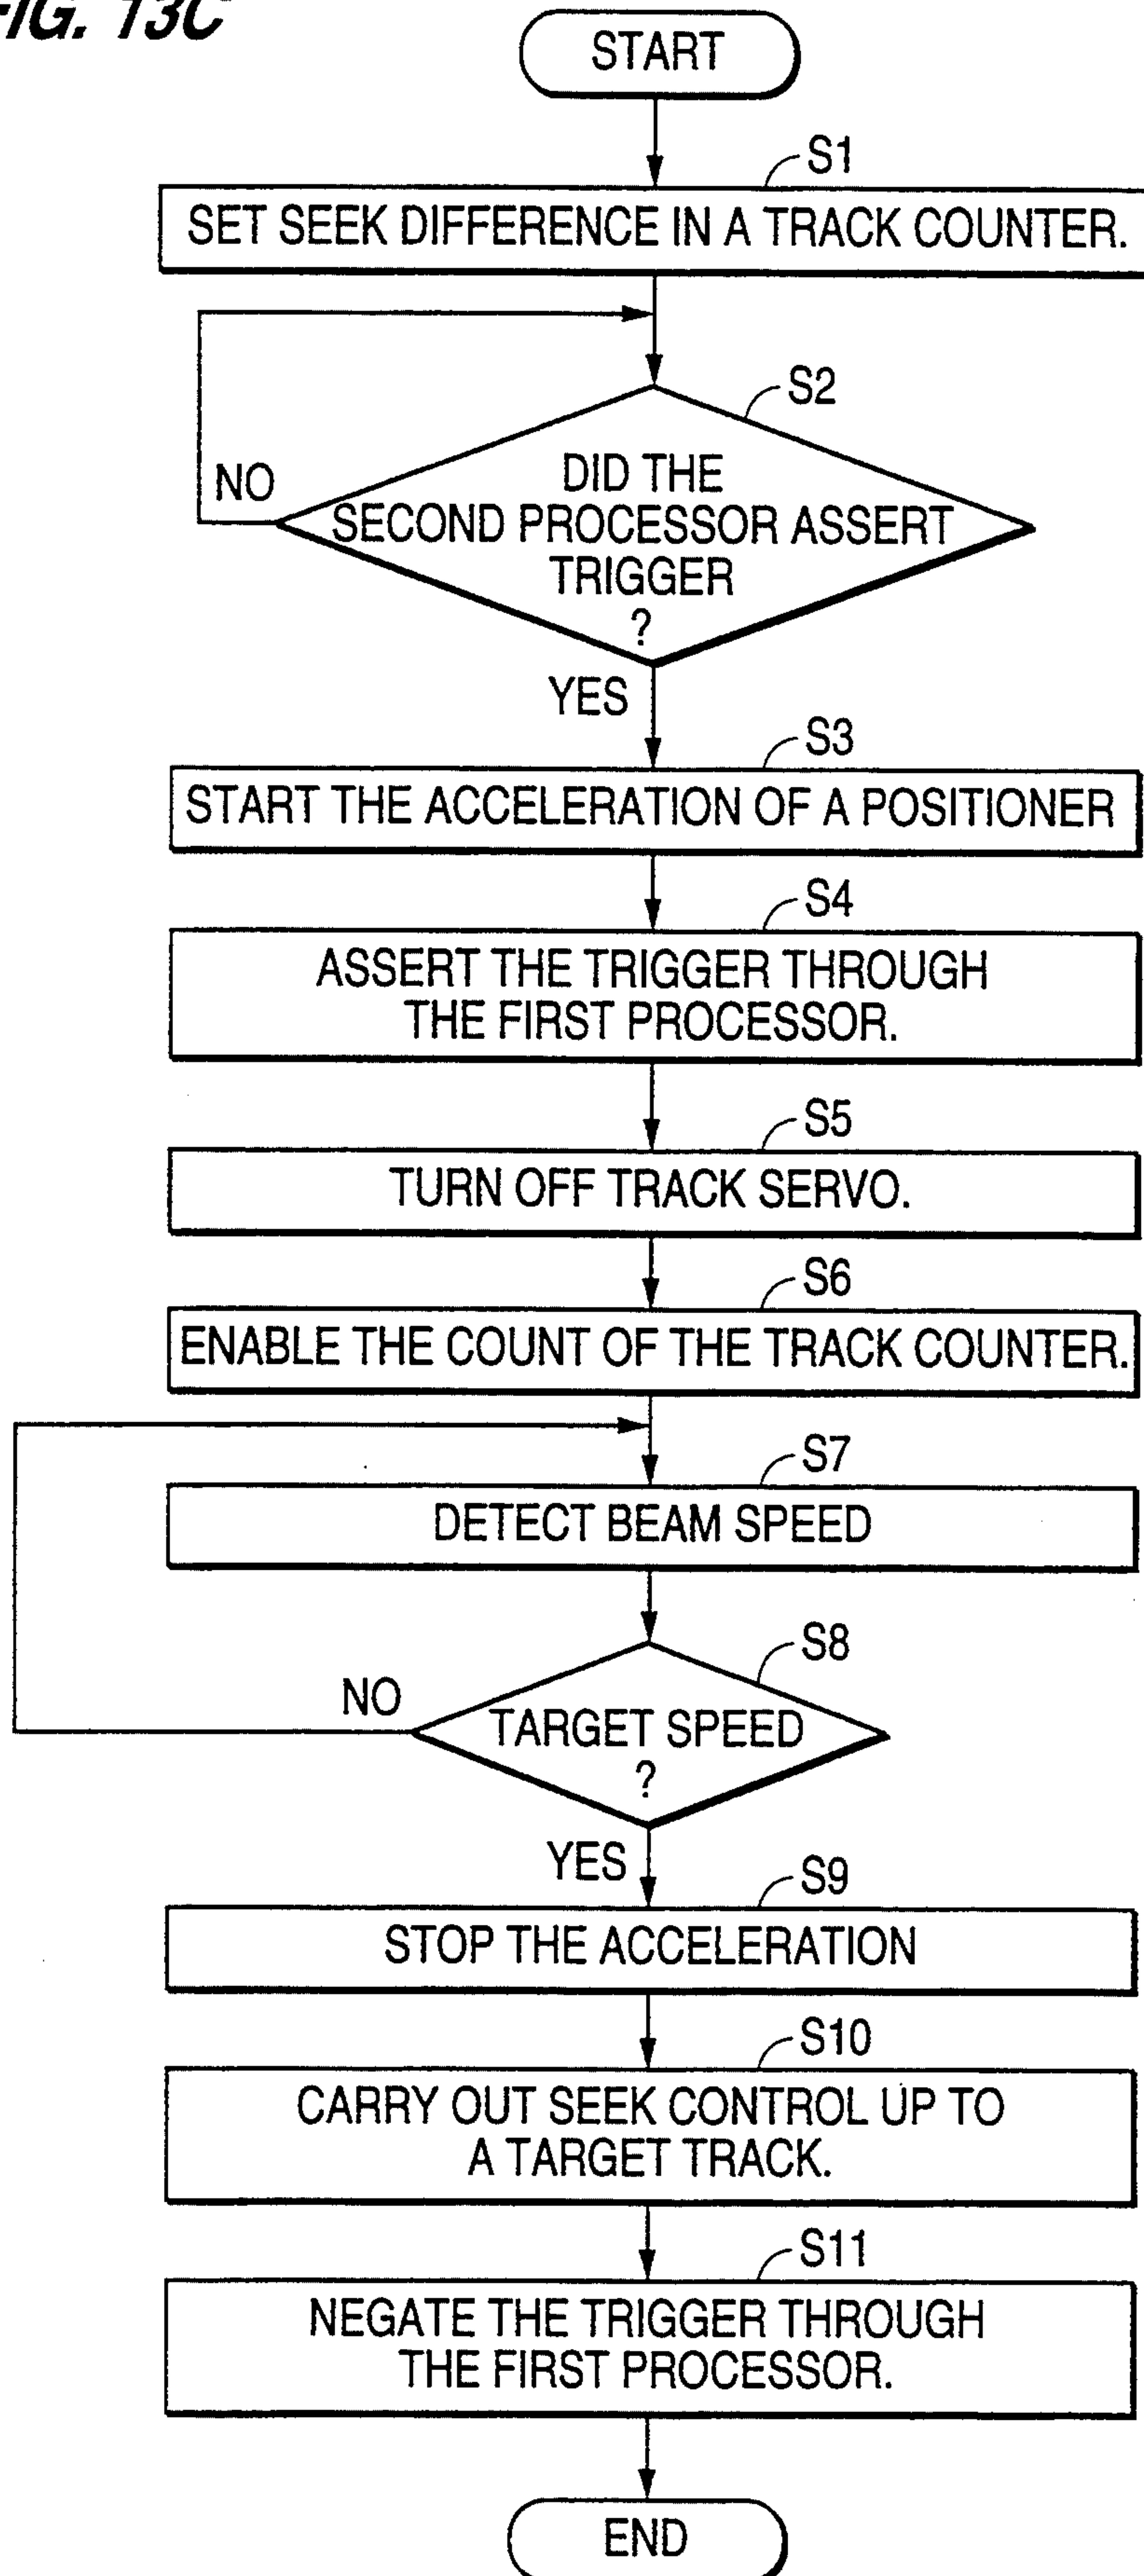 FIG. 13C
START
S1
SET SEEK DIFFERENCE IN A TRACK COUNTER.
S2
DID THE
SECOND PROCESSOR ASSERT
TRIGGER
?
NO
YES
S3
START THE ACCELERATION OF A POSITIONER
S4
ASSERT THE TRIGGER THROUGH
THE FIRST PROCESSOR.
S5
TURN OFF TRACK SERVO.
S6
ENABLE THE COUNT OF THE TRACK COUNTER.
S7
DETECT BEAM SPEED
S8
NO
TARGET SPEED
?
YES
S9
STOP THE ACCELERATION
S10
CARRY OUT SEEK CONTROL UP TO
A TARGET TRACK.
S11
NEGATE THE TRIGGER THROUGH
THE FIRST PROCESSOR.
END